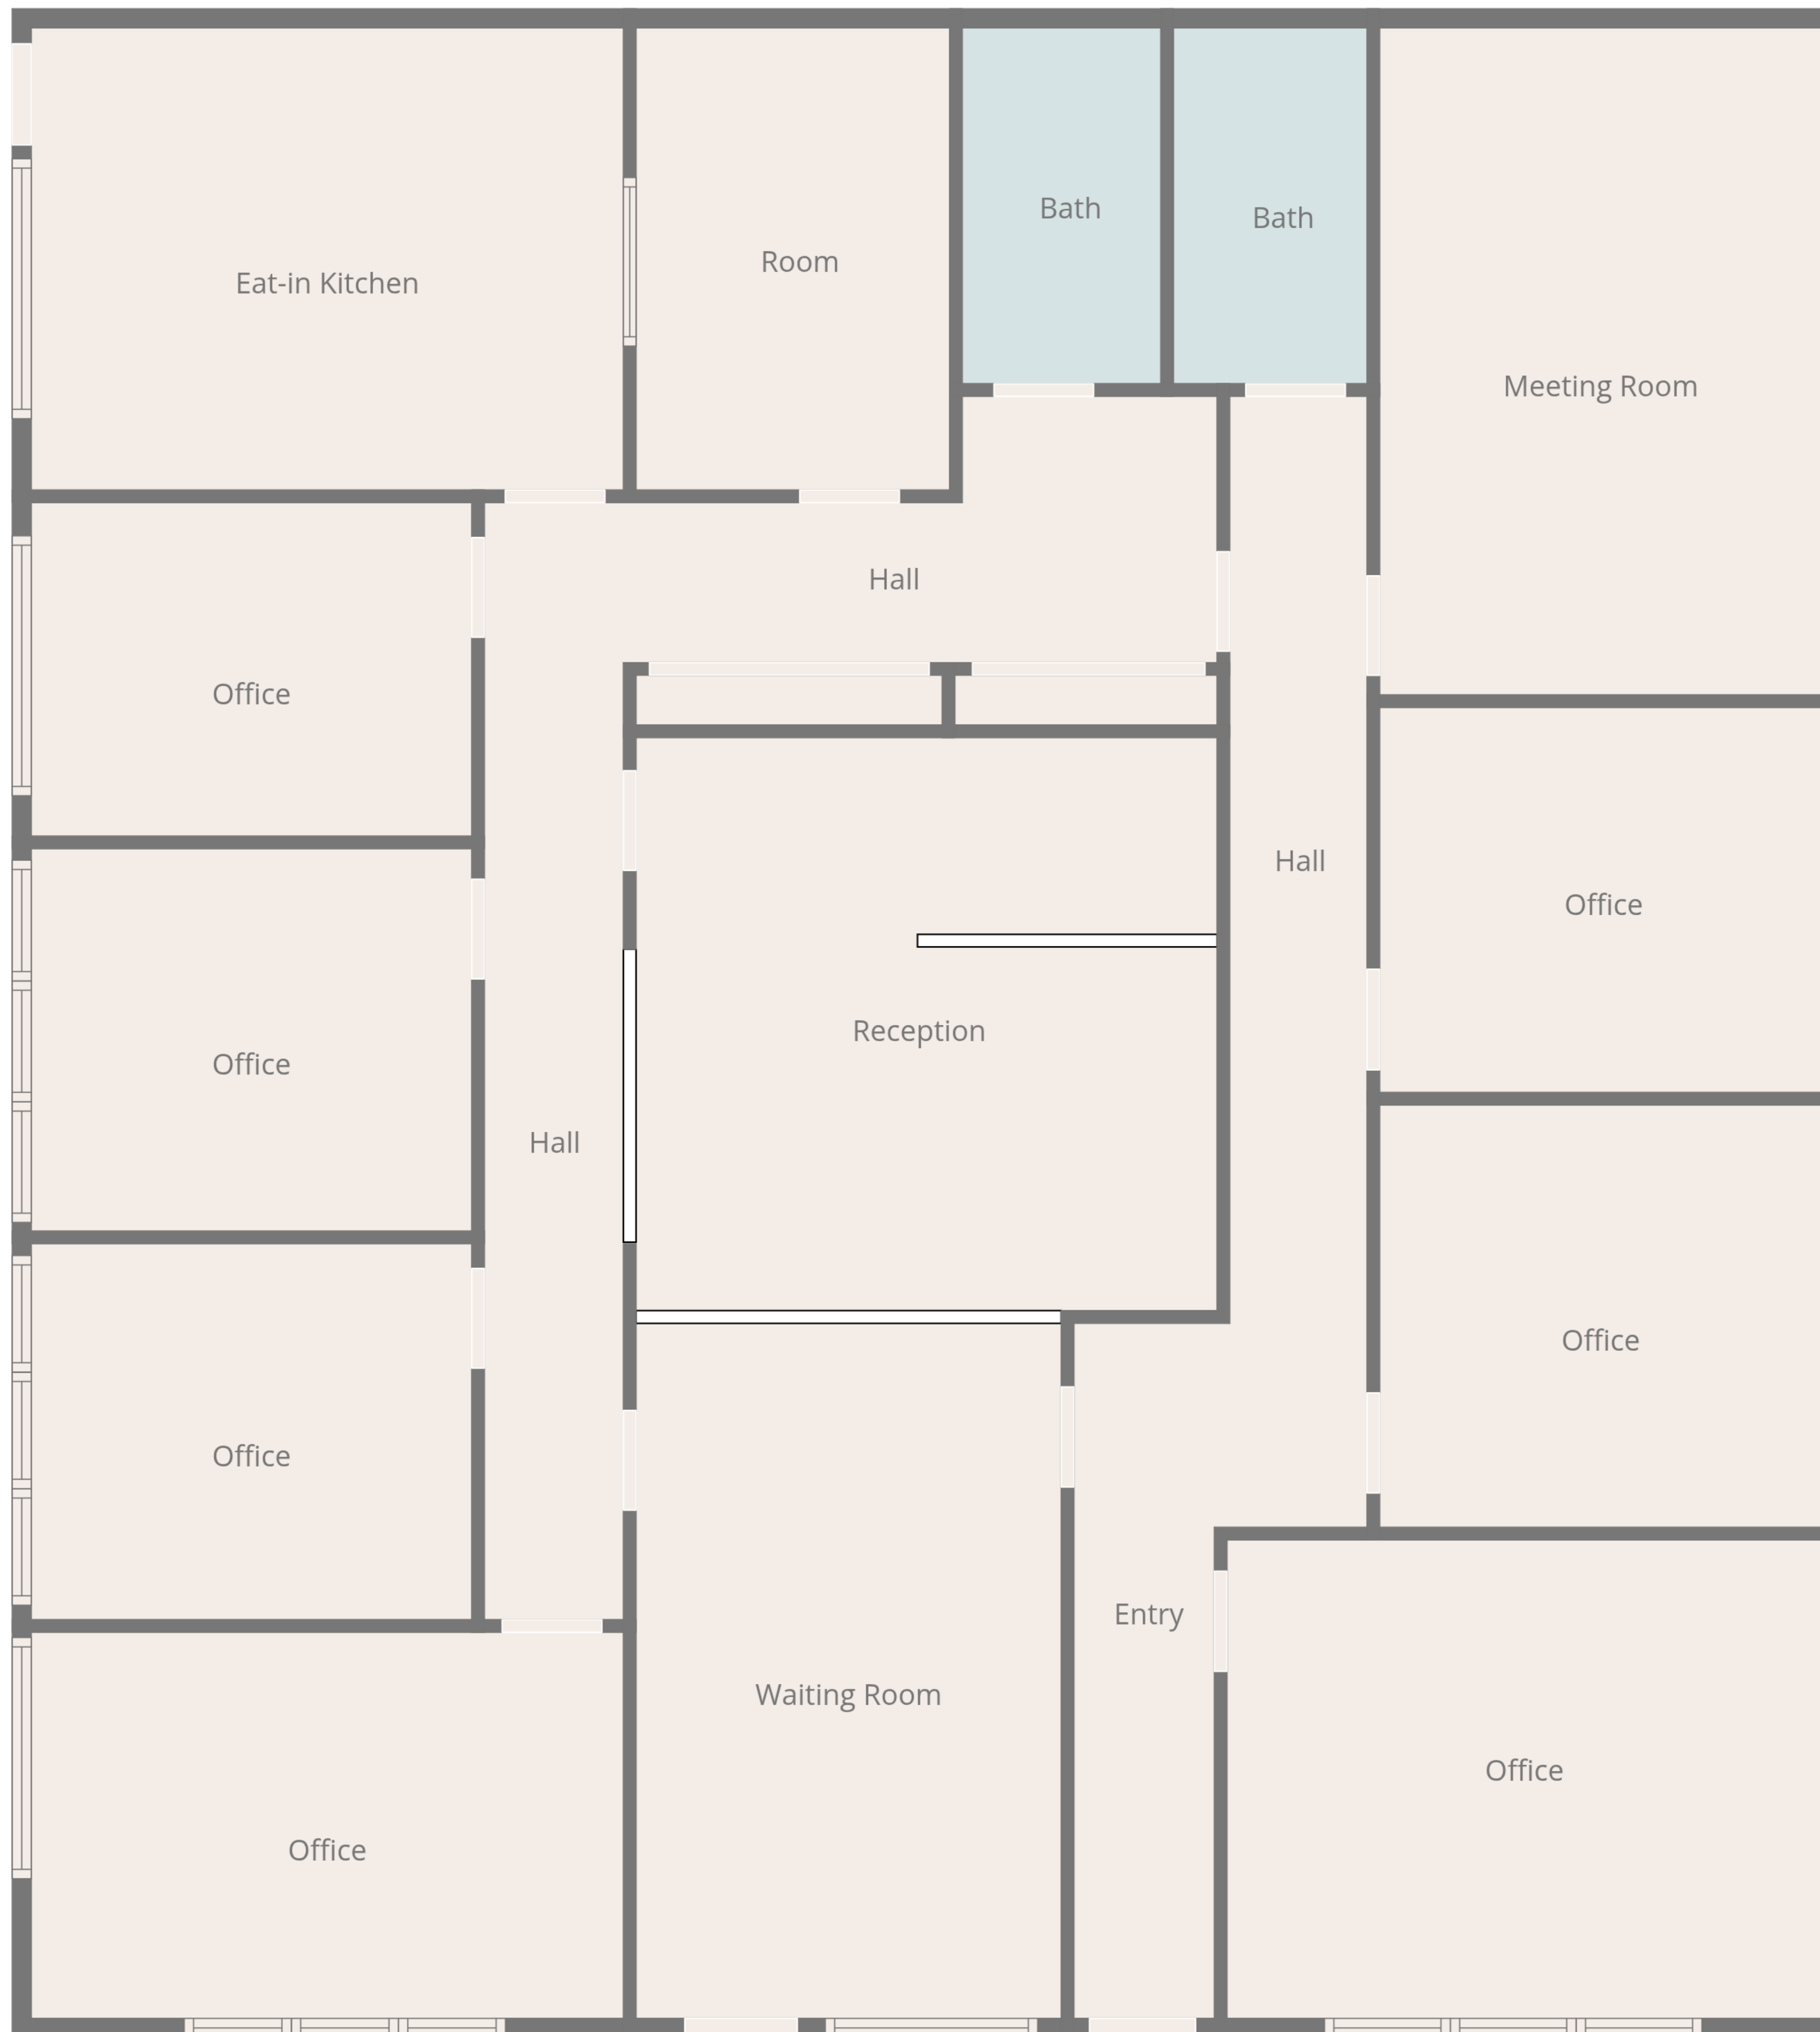 Bath
Bath
Room
Eat-in Kitchen
Meeting Room
Hall
Office
Hall
Office
Reception
Office
Hall
Office
Office
Entry
Waiting Room
Office
Office